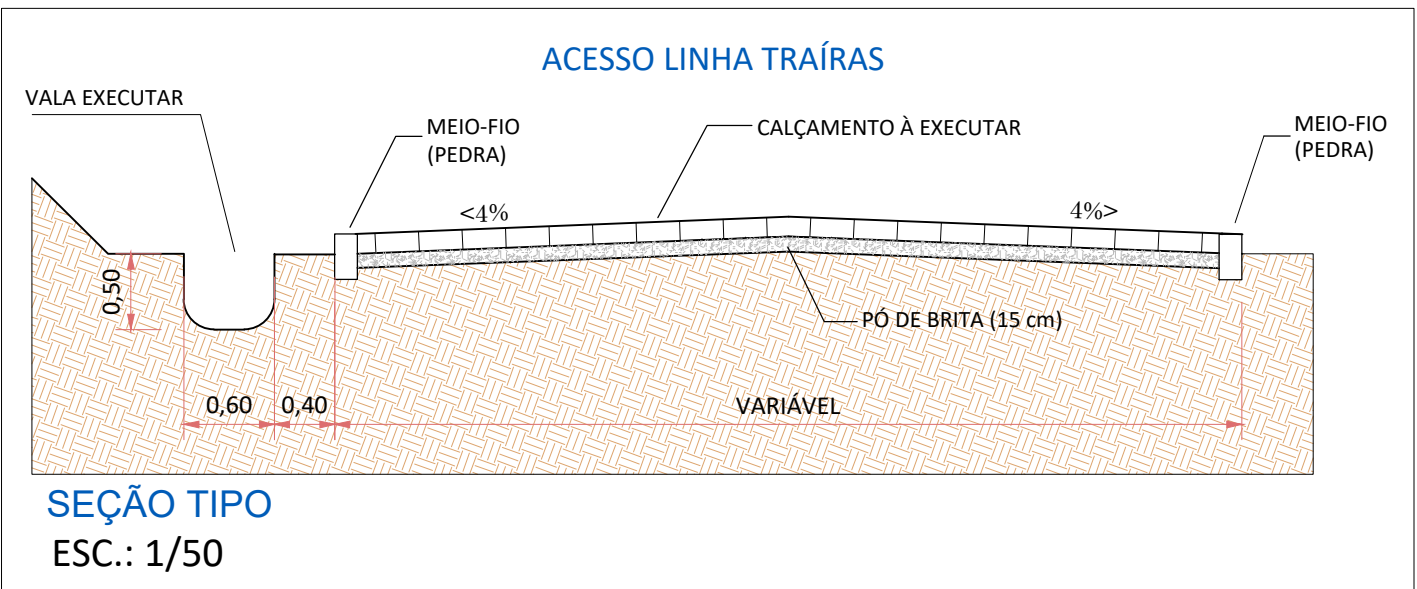 ACESSO LINHA TRAÍRAS
VALA EXECUTAR
MEIO-FIO
(PEDRA)
CALÇAMENTO À EXECUTAR
MEIO-FIO
(PEDRA)
<4%
4%>
0,50
PÓ DE BRITA (15 cm)
0,60
0,40
VARIÁVEL
SEÇÃO TIPO
ESC.: 1/50